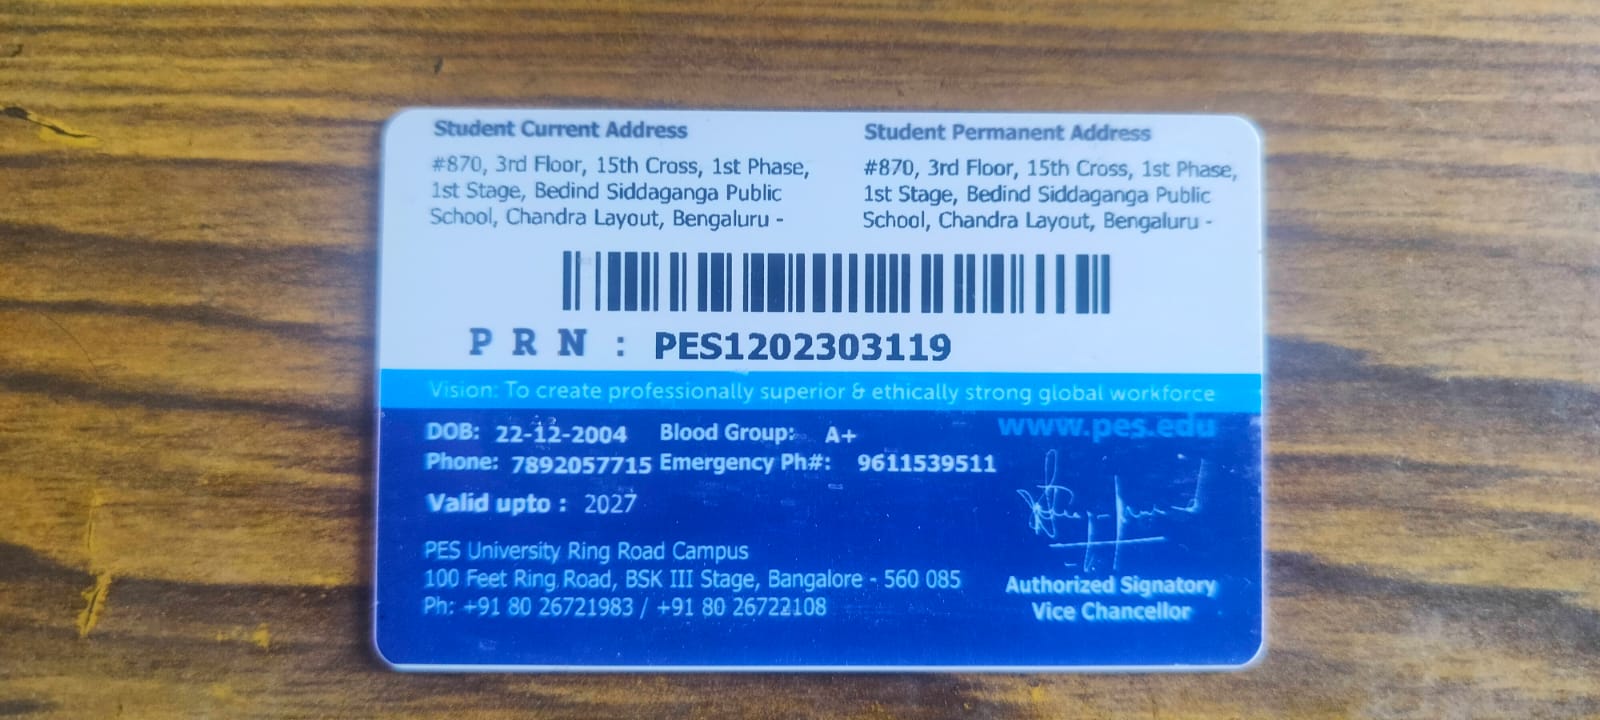 Student Current Address
#870, 3rd Floor, 15th Cross, 1st Phase,
1st Stage, Bedind Siddaganga Public
School, Chandra Layout, Bengaluru -
Student Permanent Address
#870, 3rd Floor, 15th Cross, 1st Phase,
1st Stage, Bedind Siddaganga Public
School, Chandra Layout, Bengaluru -
PRN : PES1202303119
Vision: To create professionally superior & ethically strong global workforce
www.pes.edu
DOB: 22-12-2004 Blood Group: A+
Phone: 7892057715 Emergency Ph#: 9611539511
Valid upto : 2027
PES University Ring Road Campus
100 Feet Ring Road, BSK III Stage, Bangalore - 560 085
Ph: +91 80 26721983 / +91 80 26722108
Authorized Signatory
Vice Chancellor